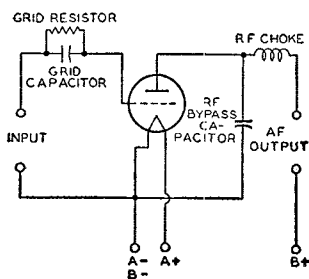 GRID RESISTOR
GRID
CAPACITOR
RF CHOKE
RF
BYPASS
CA-
PACITOR
INPUT
AF
OUTPUT
A-
B-
A+
B+